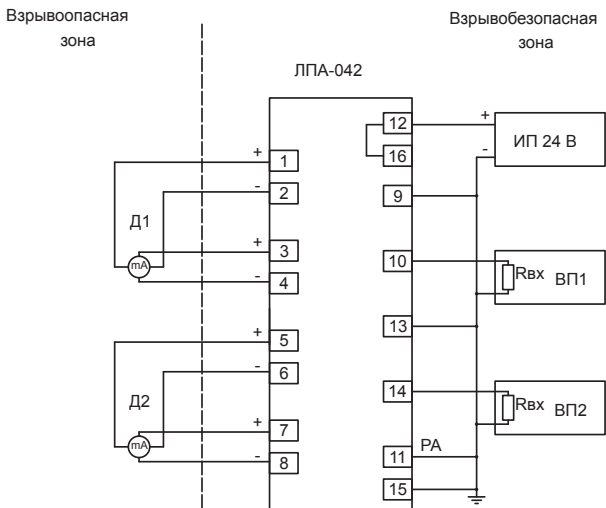 Взрывоопасная
зона
Взрывобезопасная
зона
ЛПА-042
12
+
ИП 24 В
16
-
+
1
-
2
9
Д1
+
3
mA
-
4
10
Rвх
ВП1
13
+
5
-
6
14
Rвх
ВП2
Д2
+
7
mA
-
8
11
PA
15